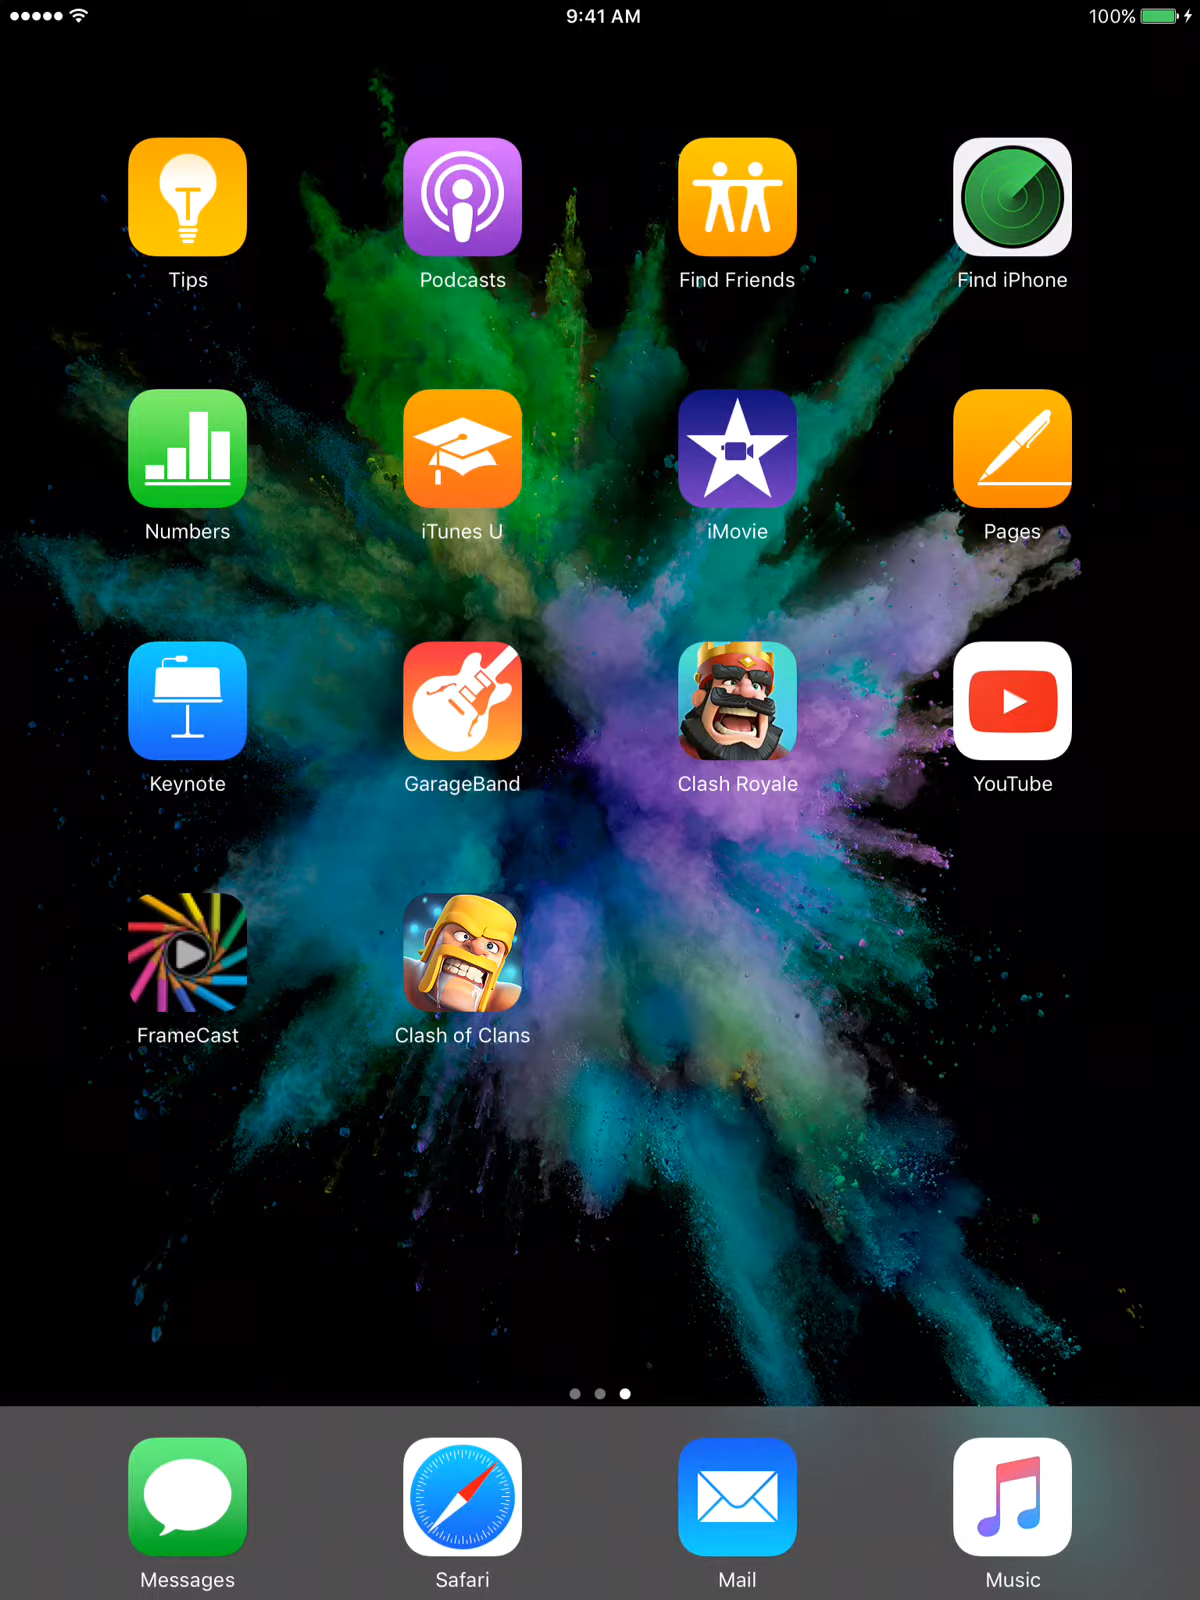 9:41 AM
100%
Tips
Podcasts
Find Friends
Find iPhone
Numbers
iTunes U
iMovie
Pages
Keynote
GarageBand
Clash Royale
YouTube
FrameCast
Clash of Clans
Messages
Safari
Mail
Music